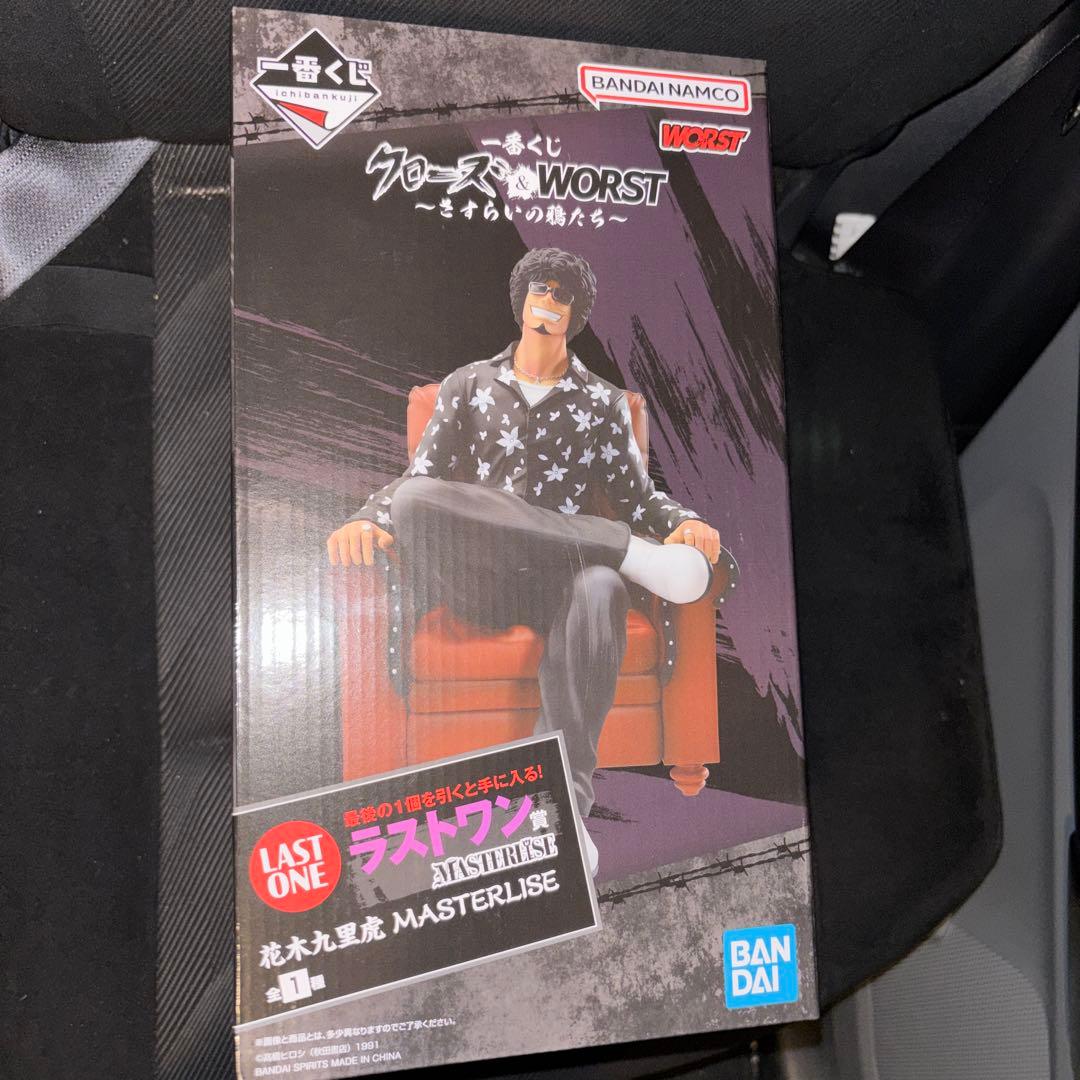 一番くじ
ichibankuji
BANDAI NAMCO
WORST
一番くじ
クローズ&WORST
～さすらいの鴉たち～
最後の1個を引くと手に入る!
LAST ONE
ラストワン賞
MASTERLISE
花木九里虎 MASTERLISE
全1種
BANDAI
※画像と商品とは、多少異なりますのでご了承ください。
©髙橋ヒロシ（秋田書店）1991
BANDAI SPIRITS MADE IN CHINA